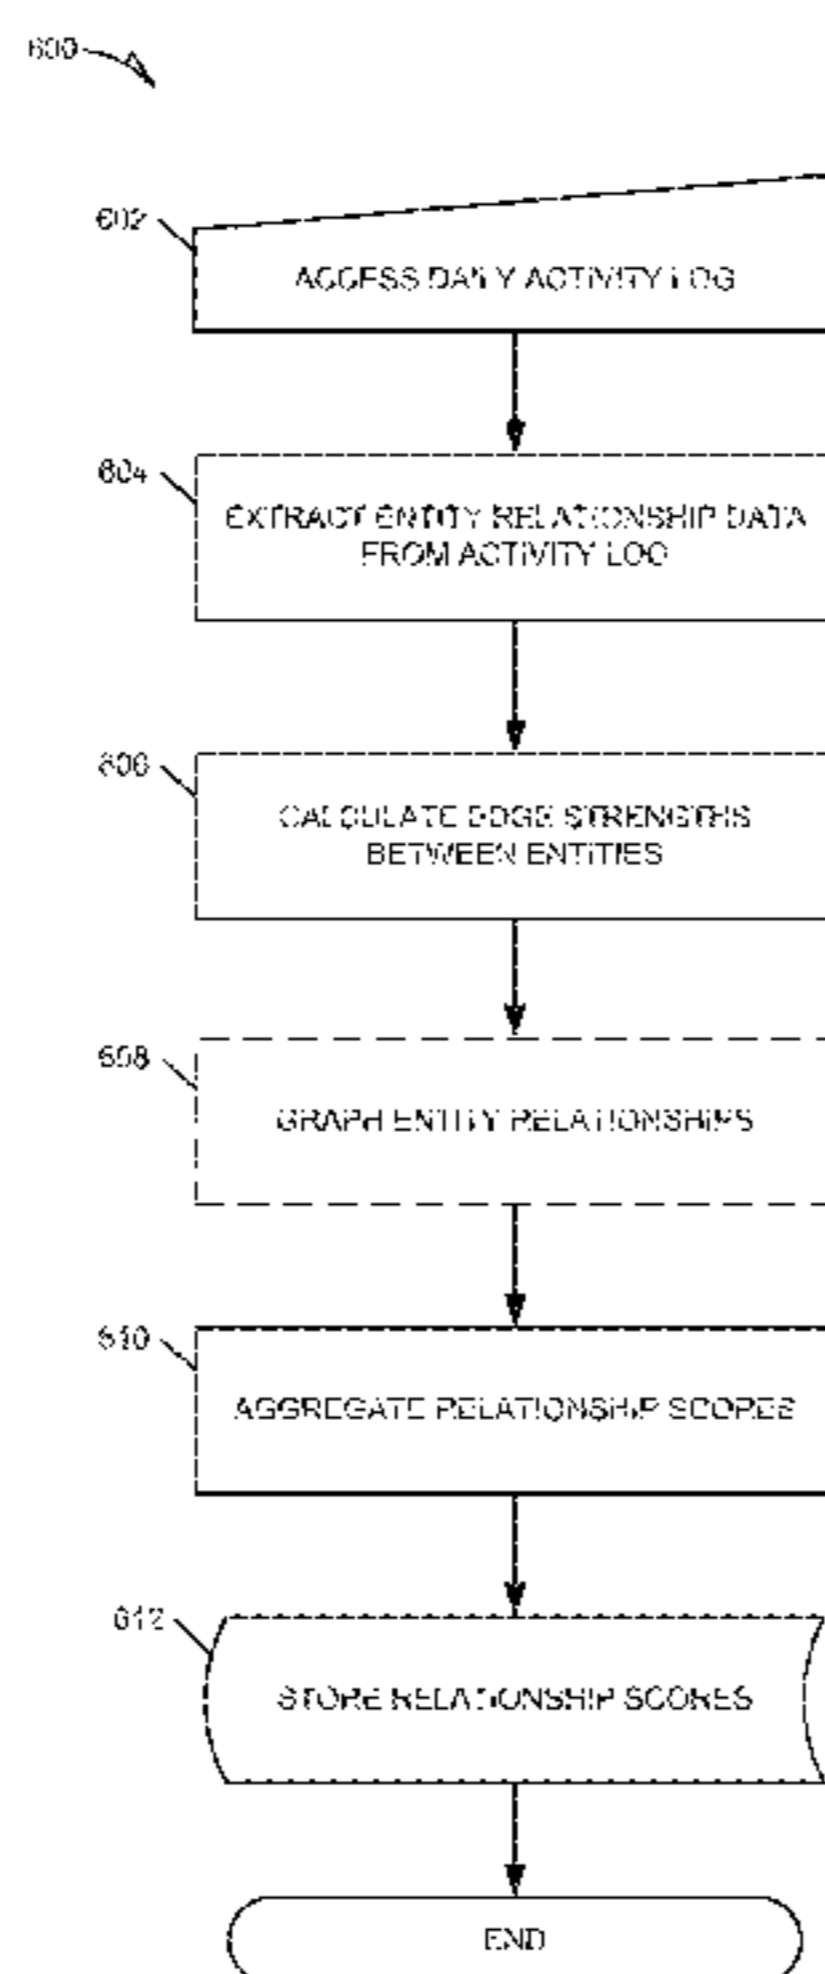 600
602
ACCESS DAILY ACTIVITY LOG
604
EXTRACT ENTITY RELATIONSHIP DATA
FROM ACTIVITY LOG
606
CALCULATE EDGE STRENGTHS
BETWEEN ENTITIES
608
GRAPH ENTITY RELATIONSHIPS
610
AGGREGATE RELATIONSHIP SCORES
612
STORE RELATIONSHIP SCORES
END